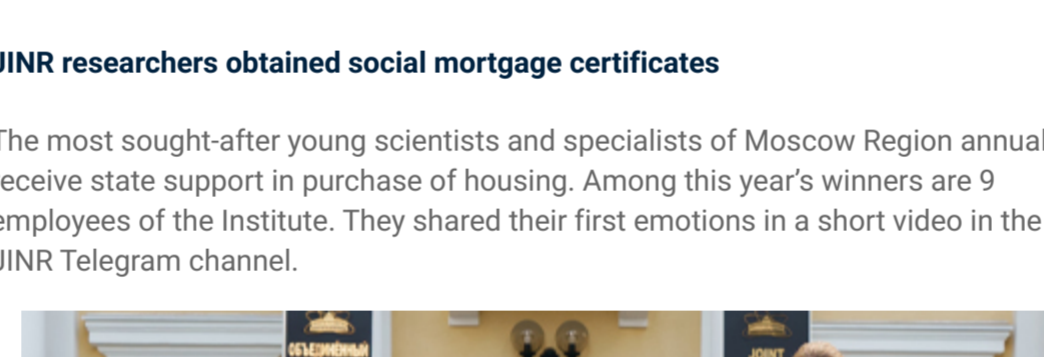 JINR researchers obtained social mortgage certificates
The most sought-after young scientists and specialists of Moscow Region annual
receive state support in purchase of housing. Among this year’s winners are 9
employees of the Institute. They shared their first emotions in a short video in the
JINR Telegram channel.
ОБЪЕДИНЁННЫЙ
JOINT